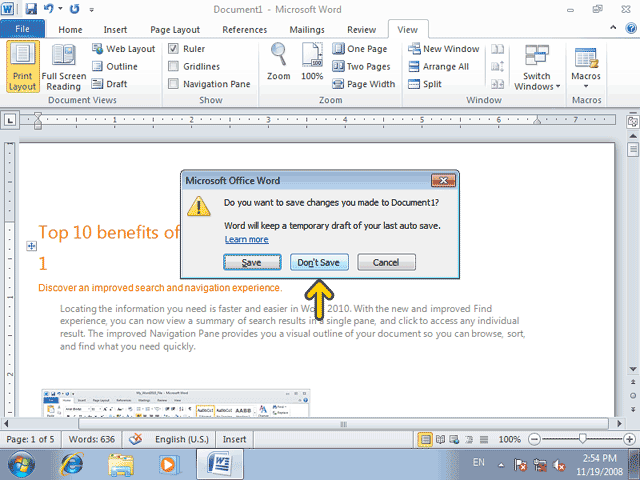 Document1 - Microsoft Word
File Home Insert Page Layout References Mailings Review View
Print Layout
Full Screen Reading
Web Layout
Outline
Draft
Document Views
Ruler
Gridlines
Navigation Pane
Show
Zoom
100%
One Page
Two Pages
Page Width
Zoom
New Window
Arrange All
Split
Switch Windows
Window
Macros
Macros
1 2 3 4 5 6 7
Microsoft Office Word
Do you want to save changes you made to Document1?
Word will keep a temporary draft of your last auto save.
Learn more
Save Don't Save Cancel
Top 10 benefits of
1
Discover an improved search and navigation experience.
Locating the information you need is faster and easier in Word 2010. With the new and improved Find
experience, you can now view a summary of search results in a single pane, and click to access any individual
result. The improved Navigation Pane provides you a visual outline of your document so you can browse, sort,
and find what you need quickly.
Page: 1 of 5 Words: 636 English (U.S.) Insert 100%
EN 2:54 PM
11/19/2008